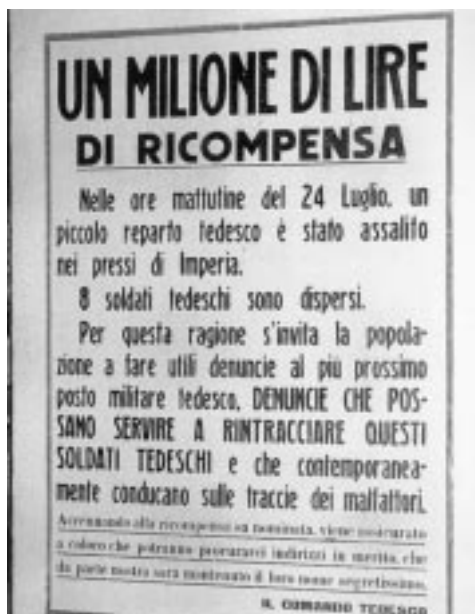 UN MILIONE DI LIRE
DI RICOMPENSA
Nelle ore mattutine del 24 Luglio, un
piccolo reparto tedesco è stato assalito
nei pressi di Imperia.
8 soldati tedeschi sono dispersi.
Per questa ragione s'invita la popola-
zione a fare utili denuncie al più prossimo
posto militare tedesco, DENUNCIE CHE POS-
SANO SERVIRE A RINTRACCIARE QUESTI
SOLDATI TEDESCHI e che contemporanea-
mente conducano sulle traccie dei malfattori.
Accennando alla ricompensa su nominata, viene assicurato
a coloro che potranno procurarci indirizzi in merito, che
da parte nostra sarà mantenuto il loro nome segretissimo.
IL COMANDO TEDESCO